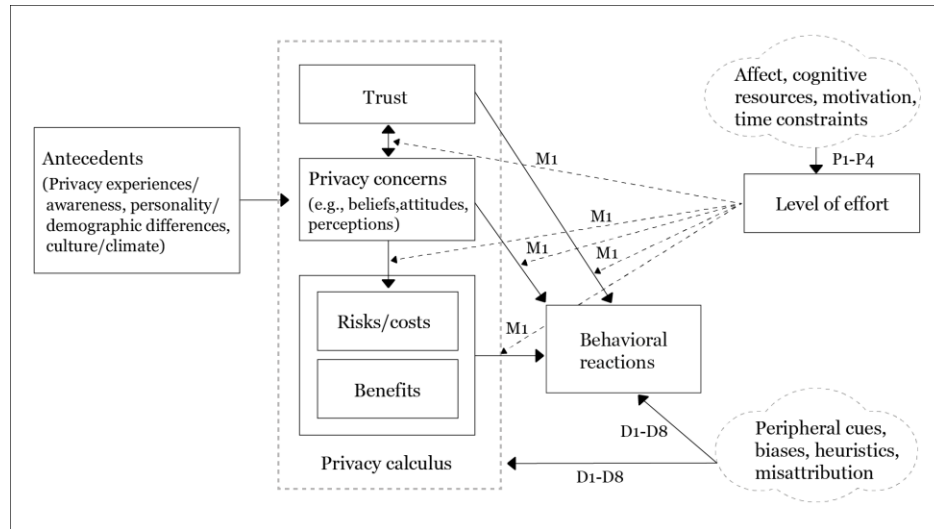 Antecedents
(Privacy experiences/
awareness, personality/
demographic differences,
culture/climate)
Trust
Privacy concerns
(e.g., beliefs,attitudes,
perceptions)
Risks/costs
Benefits
Privacy calculus
M1
M1
M1
M1
M1
Affect, cognitive
resources, motivation,
time constraints
P1-P4
Level of effort
Behavioral
reactions
D1-D8
D1-D8
Peripheral cues,
biases, heuristics,
misattribution